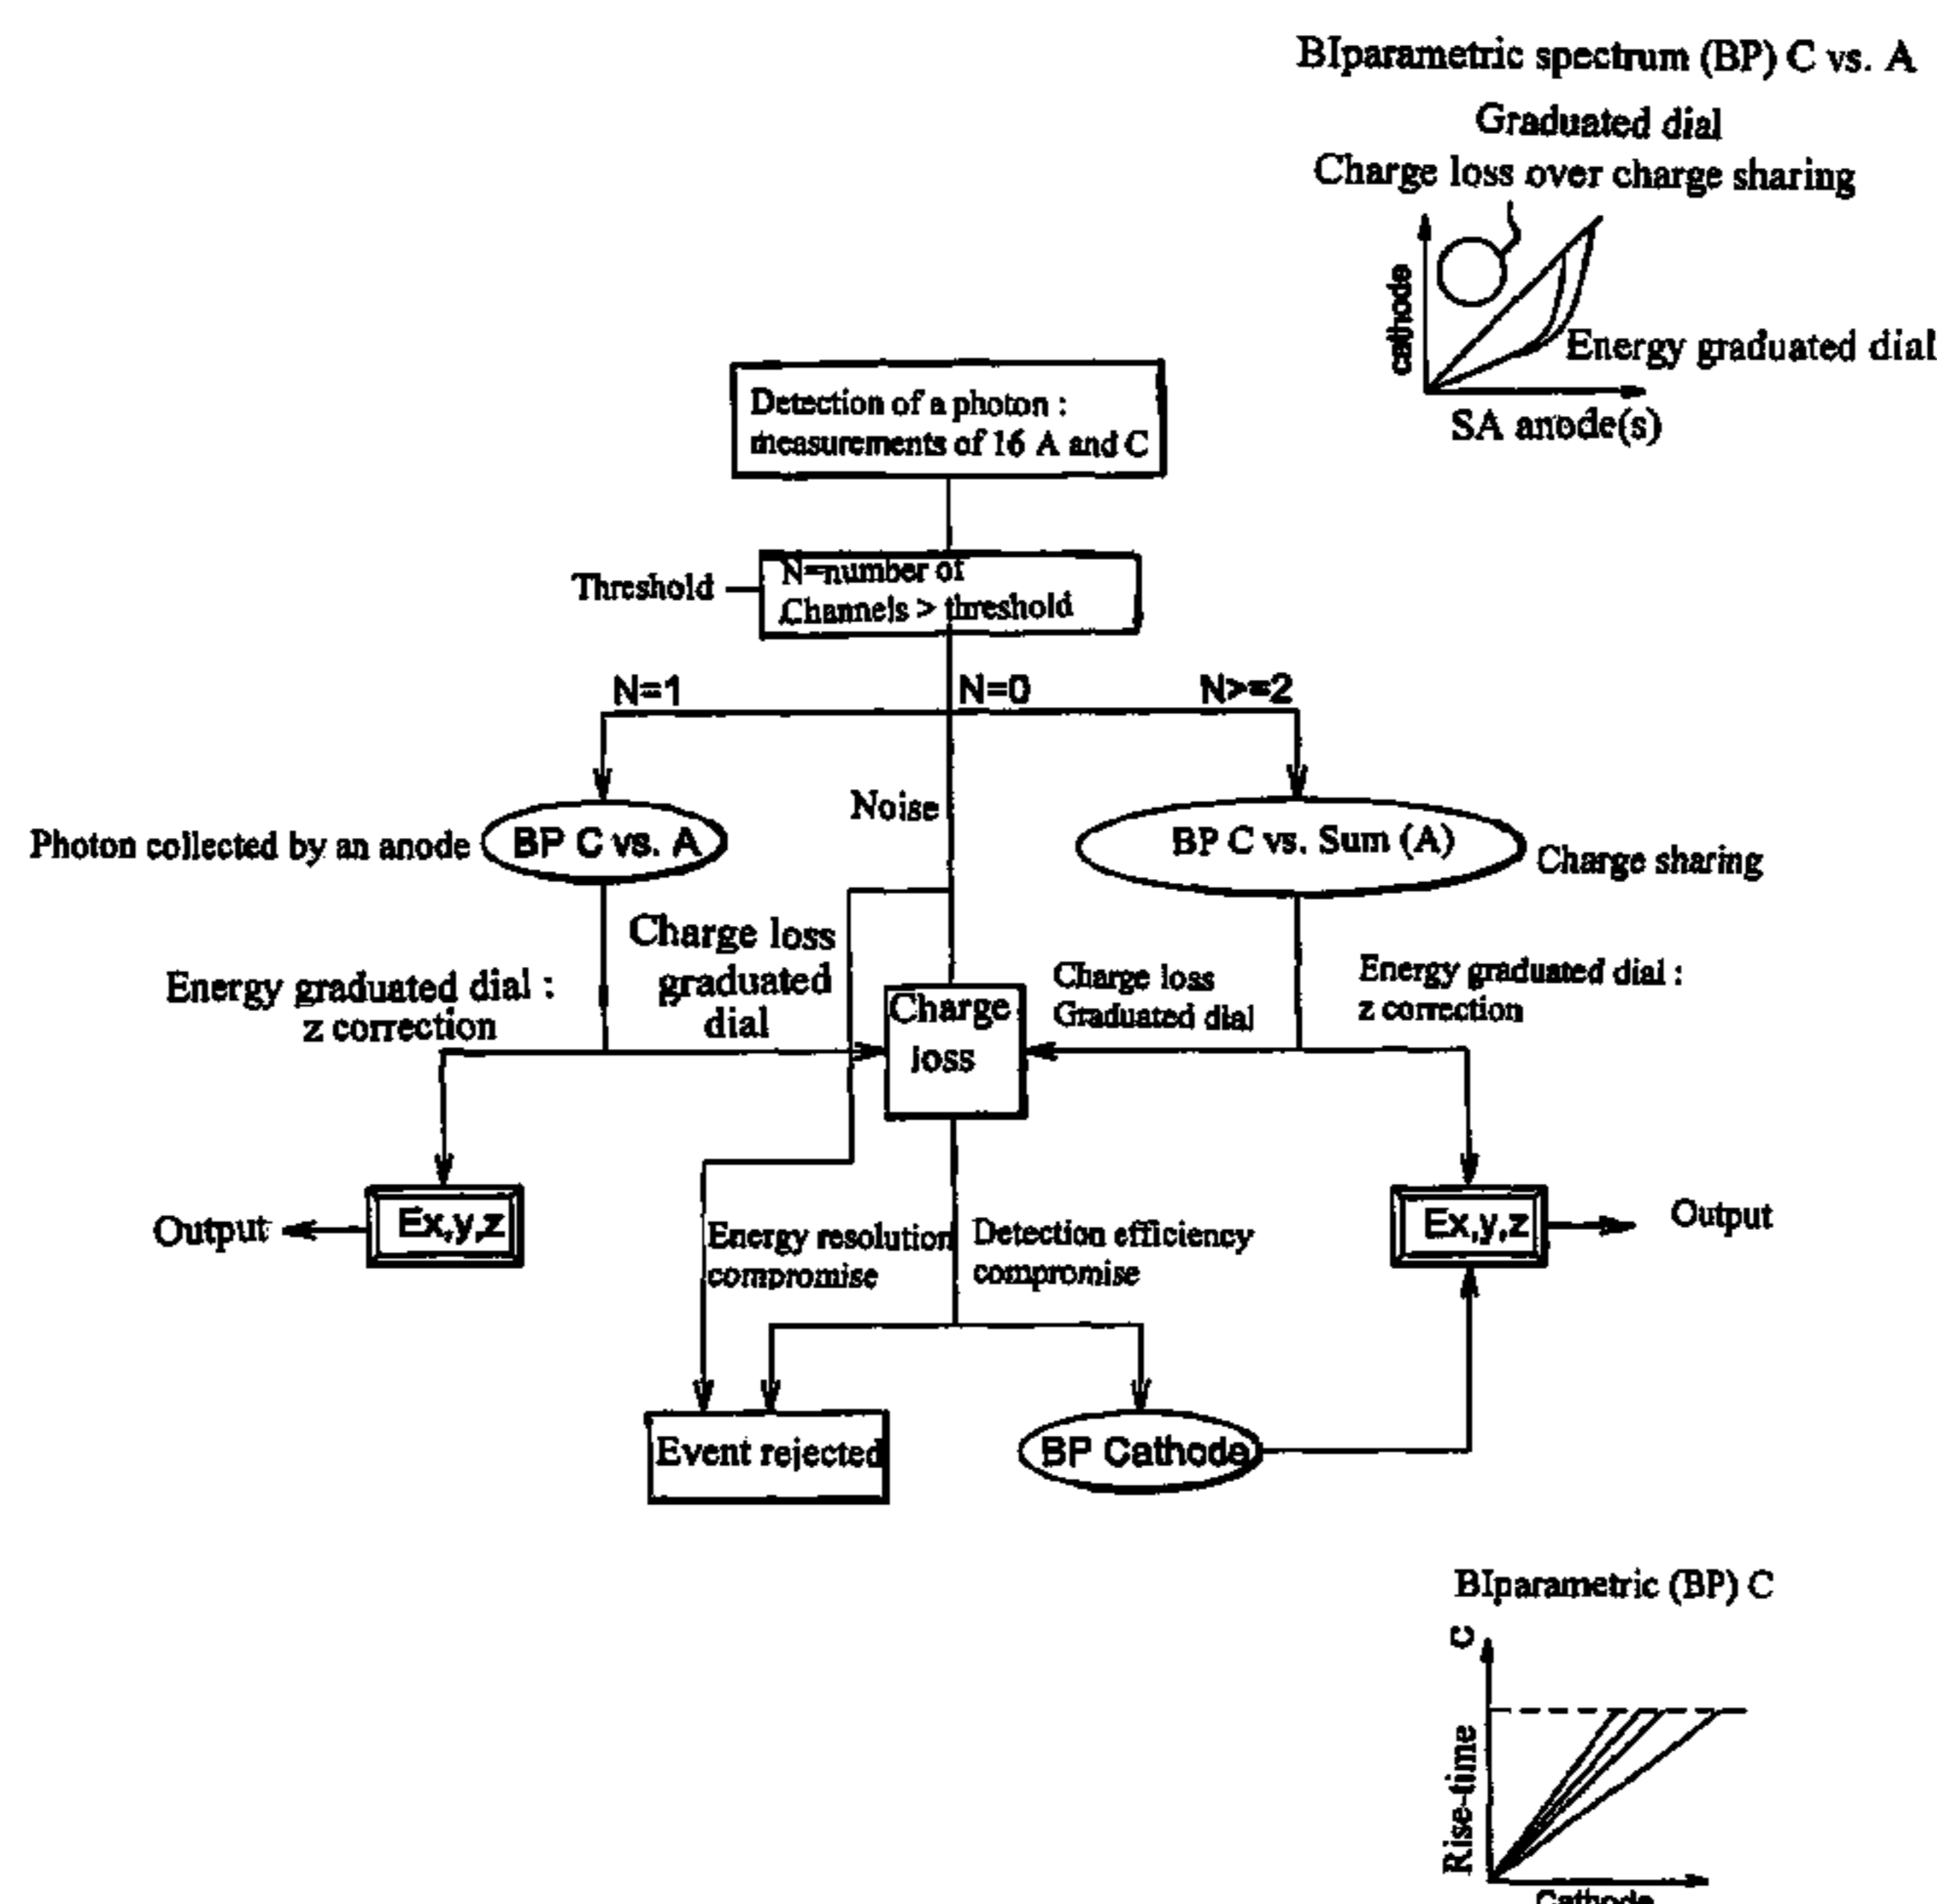 BIparametric spectrum (BP) C vs. A
Graduated dial
Charge loss over charge sharing
cathode
Energy graduated dial
SA anode(s)
Detection of a photon :
measurements of 16 A and C
Threshold
N=number of
Channels > threshold
N=1
N=0
N>=2
Noise
Photon collected by an anode
BP C vs. A
BP C vs. Sum (A)
Charge sharing
Charge loss
graduated
dial
Energy graduated dial :
z correction
Charge
loss
Charge loss
Graduated dial
Energy graduated dial :
z correction
Output
Ex,y,z
Energy resolution
compromise
Detection efficiency
compromise
Ex,y,z
Output
Event rejected
BP Cathode
BIparametric (BP) C
C
Rise-time
Cathode